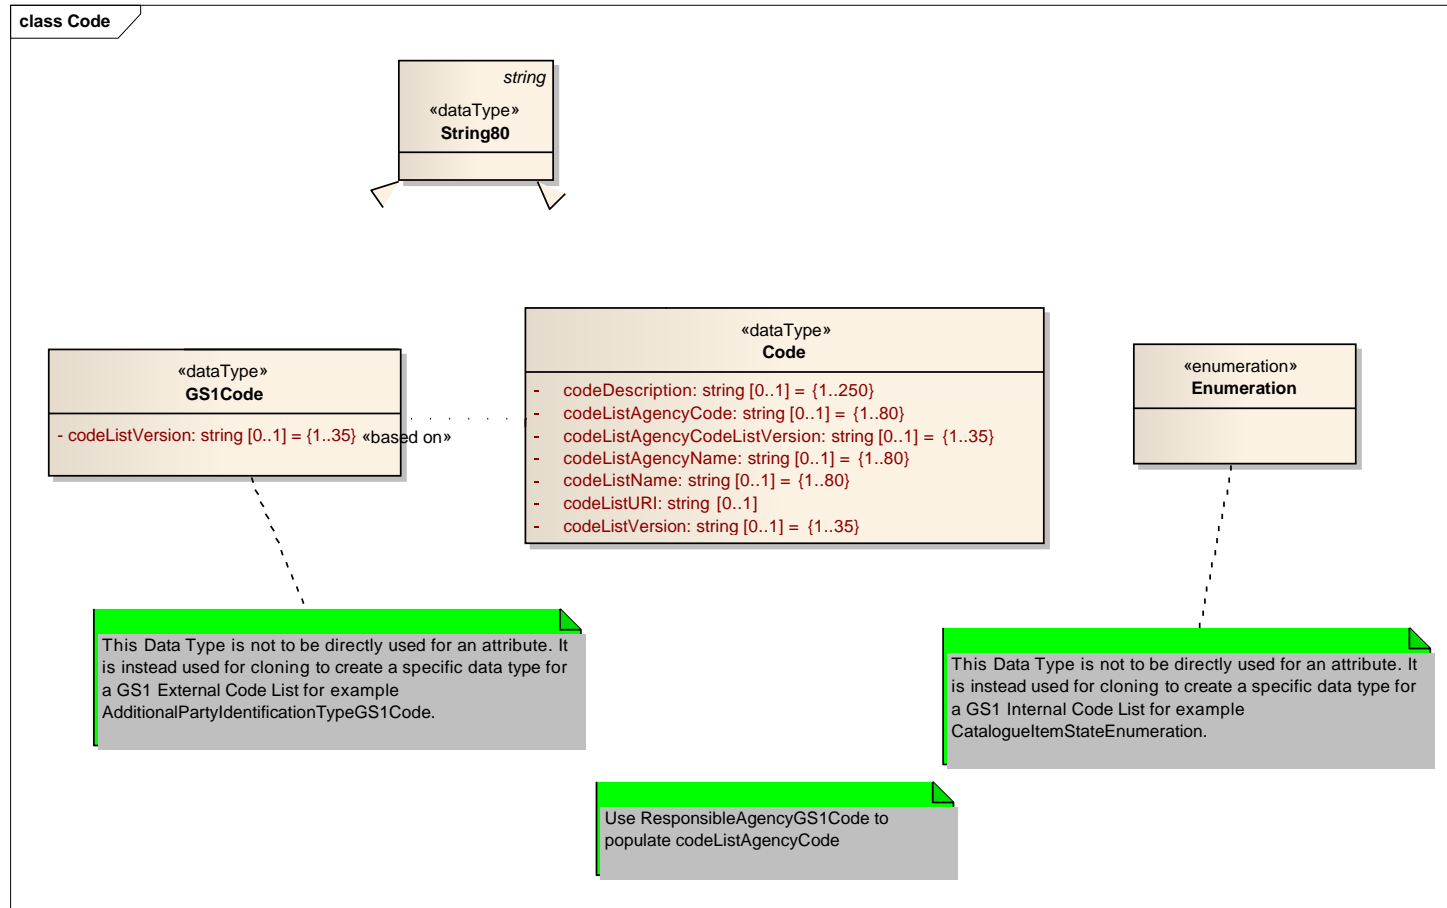 class Code
string
«dataType»
String80
«dataType»
GS1Code
- codeListVersion: string [0..1] = {1..35}
«based on»
«dataType»
Code
- codeDescription: string [0..1] = {1..250}
- codeListAgencyCode: string [0..1] = {1..80}
- codeListAgencyCodeListVersion: string [0..1] = {1..35}
- codeListAgencyName: string [0..1] = {1..80}
- codeListName: string [0..1] = {1..80}
- codeListURI: string [0..1]
- codeListVersion: string [0..1] = {1..35}
«enumeration»
Enumeration
This Data Type is not to be directly used for an attribute. It
is instead used for cloning to create a specific data type for
a GS1 External Code List for example
AdditionalPartyIdentificationTypeGS1Code.
This Data Type is not to be directly used for an attribute. It
is instead used for cloning to create a specific data type for
a GS1 Internal Code List for example
CatalogueItemStateEnumeration.
Use ResponsibleAgencyGS1Code to
populate codeListAgencyCode